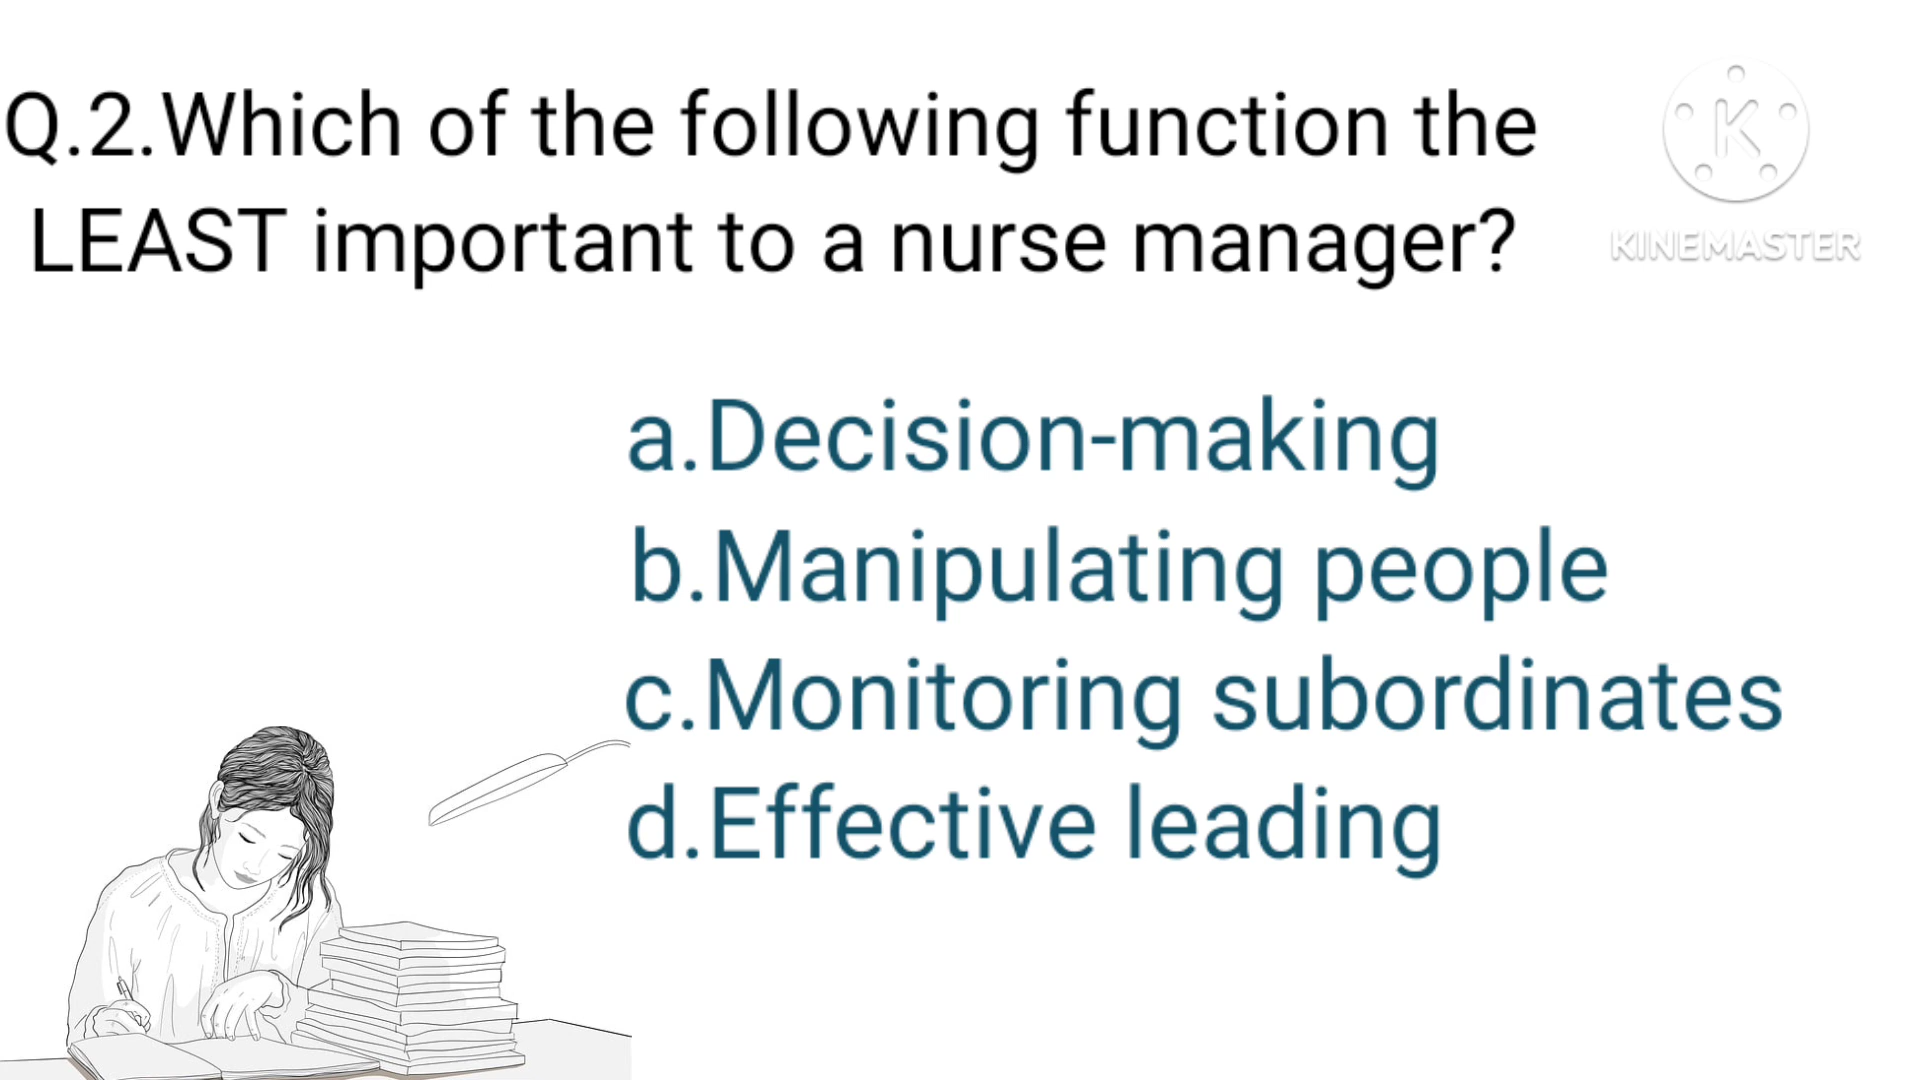 Q.2.Which of the following function the
LEAST important to a nurse manager?
K
KINEMASTER
a.Decision-making
b.Manipulating people
c.Monitoring subordinates
d.Effective leading